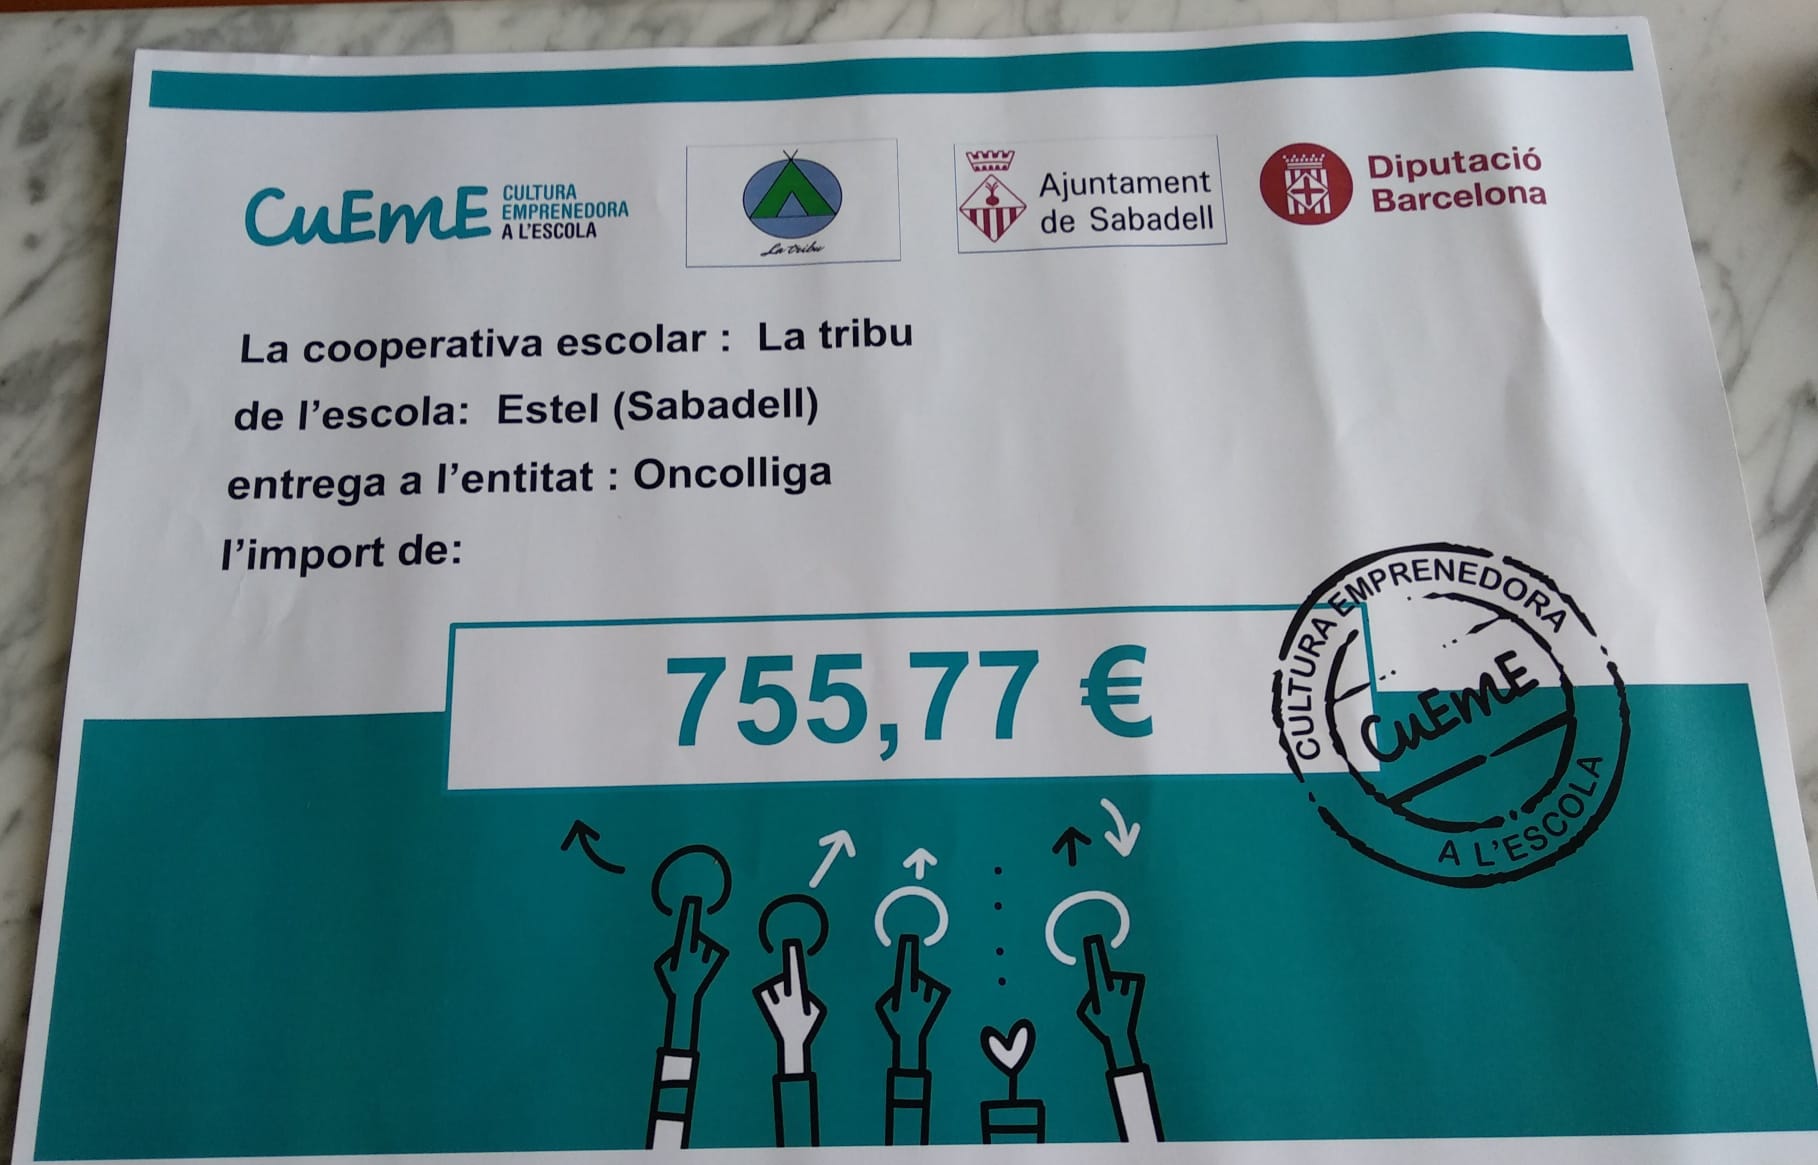 CuEmE CULTURA
EMPRENEDORA
A L'ESCOLA
La tribu
Ajuntament
de Sabadell
Diputació
Barcelona
La cooperativa escolar : La tribu
de l'escola: Estel (Sabadell)
entrega a l'entitat : Oncolliga
l'import de:
755,77 €
CULTURA EMPRENEDORA
CuEmE
A L'ESCOLA